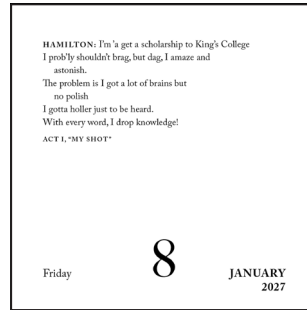 HAMILTON: I'm 'a get a scholarship to King's College
I prob'ly shouldn't brag, but dag, I amaze and
astonish.
The problem is I got a lot of brains but
no polish
I gotta holler just to be heard.
With every word, I drop knowledge!
ACT I, “MY SHOT”
Friday
8
JANUARY
2027